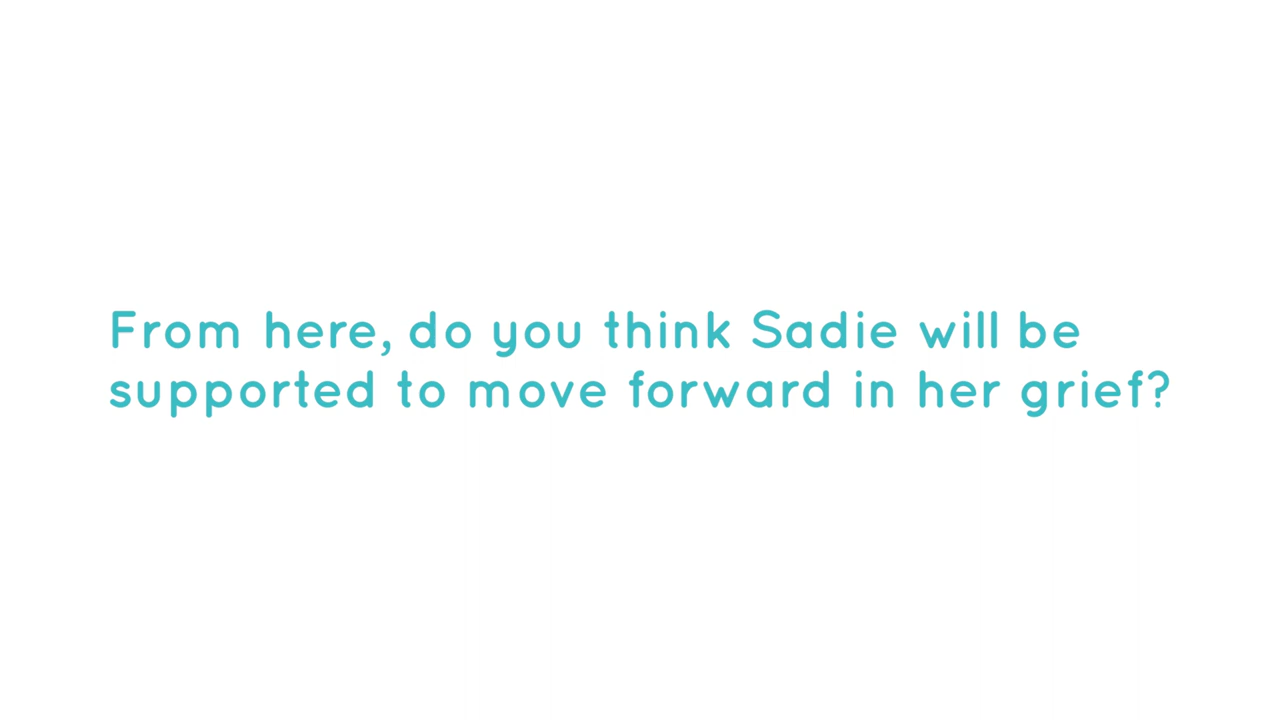 From here, do you think Sadie will be
supported to move forward in her grief?